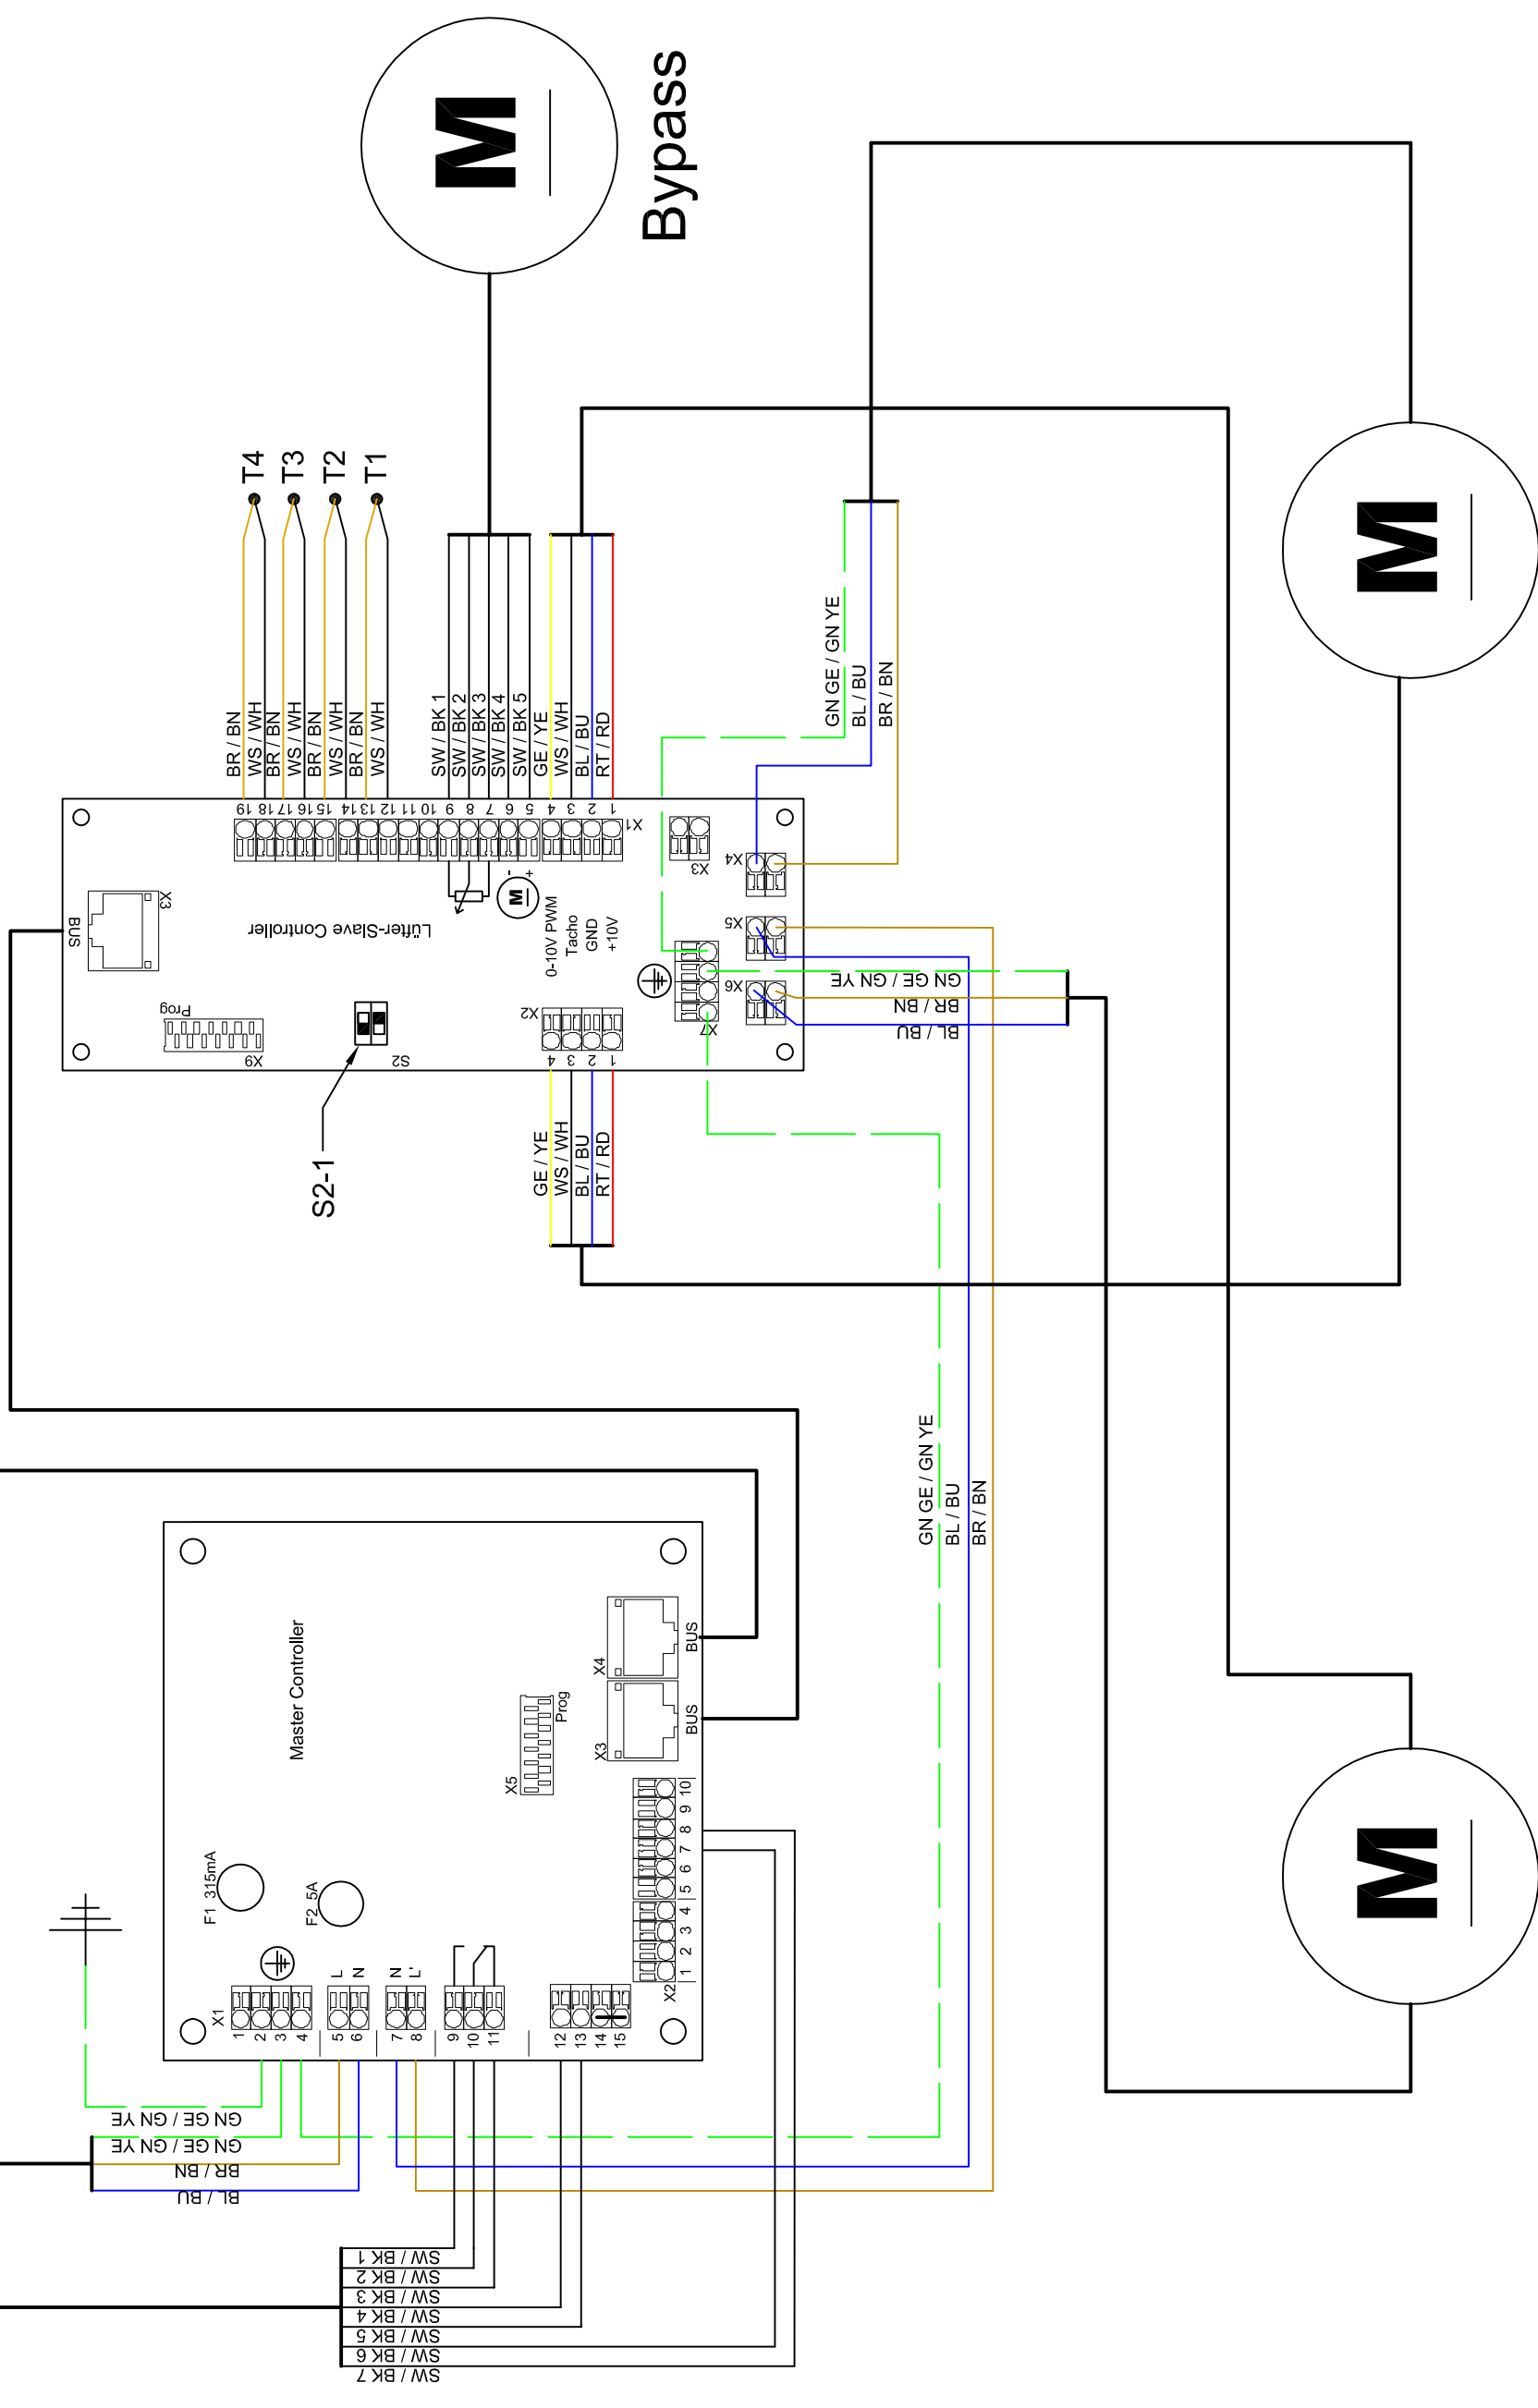 M
Bypass
T4
T3
T2
T1
BR / BN
WS / WH
BR / BN
WS / WH
BR / BN
WS / WH
BR / BN
WS / WH
SW / BK 1
SW / BK 2
SW / BK 3
SW / BK 4
SW / BK 5
GE / YE
WS / WH
BL / BU
RT / RD
GN GE / GN YE
BL / BU
BR / BN
M
19 18 17 16 15 14 13 12 11 10 9 8 7 6 5 4 3 2 1
X1
X3
BUS
Lüfter-Slave Controller
M
-
+
0-10V PWM
Tacho
GND
+10V
X3
X4
X5
X6
X7
Prog
X9
S2
X2
4 3 2 1
S2-1
GN GE / GN YE
BR / BN
BL / BU
GE / YE
WS / WH
BL / BU
RT / RD
GN GE / GN YE
BL / BU
BR / BN
Master Controller
X4
BUS
X3
BUS
X5
Prog
F1 315mA
F2 5A
X1
1 2 3 4
L
N
5 6
N
L'
7 8
9 10 11
12 13 14 15
X2
1 2 3 4 5 6 7 8 9 10
GN GE / GN YE
GN GE / GN YE
BR / BN
BL / BU
SW / BK 1
SW / BK 2
SW / BK 3
SW / BK 4
SW / BK 5
SW / BK 6
SW / BK 7
M